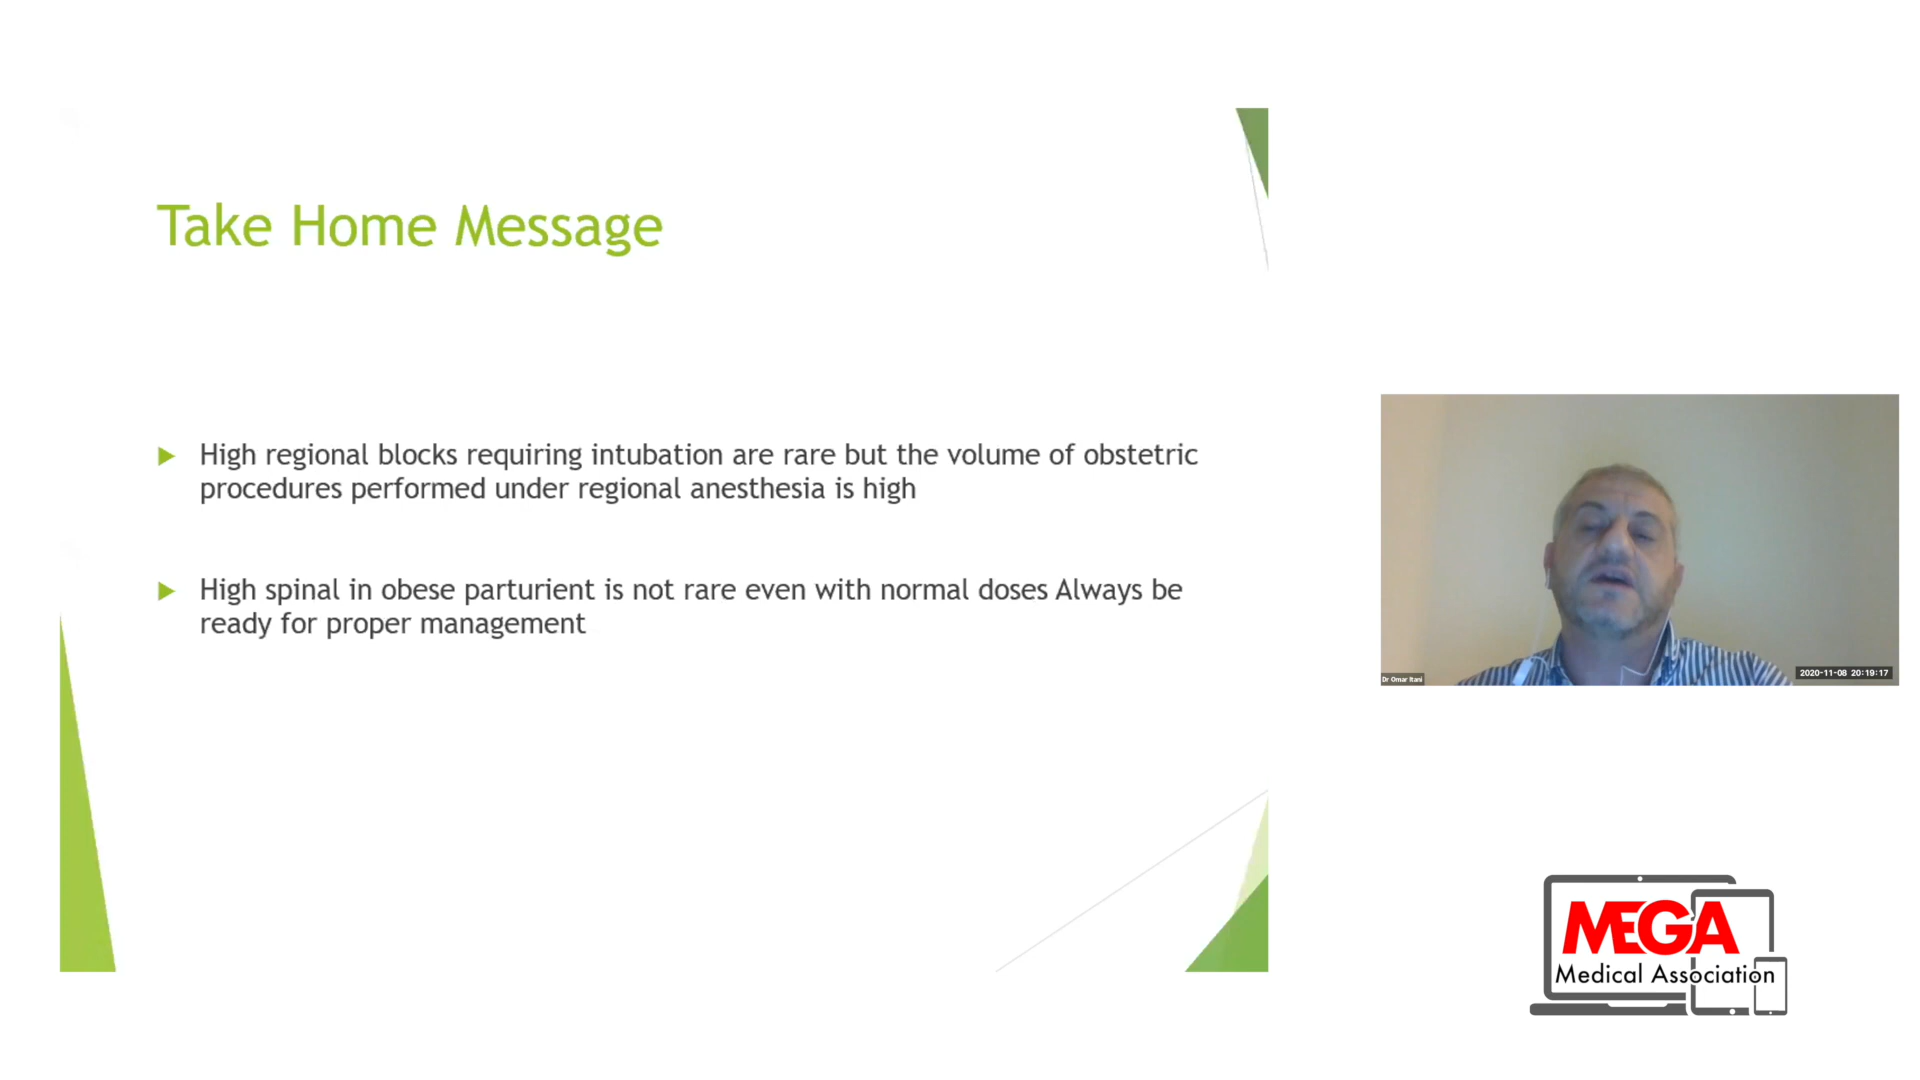 Take Home Message
High regional blocks requiring intubation are rare but the volume of obstetric
procedures performed under regional anesthesia is high
High spinal in obese parturient is not rare even with normal doses Always be
ready for proper management
Dr Omar Itani
2020-11-08 20:19:17
MEGA
Medical Association